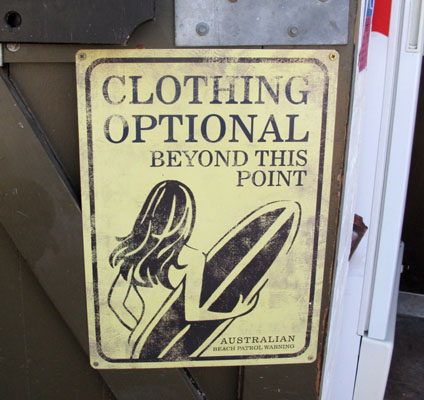 CLOTHING
OPTIONAL
BEYOND THIS
POINT
AUSTRALIAN
BEACH PATROL WARNING